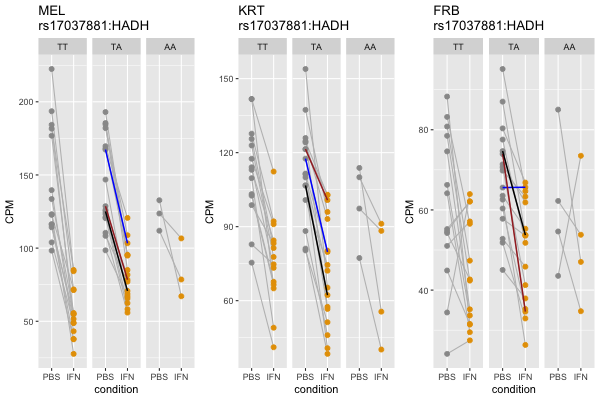 MEL
rs17037881:HADH
TT TA AA
CPM
200
150
100
50
PBS IFN PBS IFN PBS IFN
condition
KRT
rs17037881:HADH
TT TA AA
CPM
150
120
90
60
PBS IFN PBS IFN PBS IFN
condition
FRB
rs17037881:HADH
TT TA AA
CPM
80
60
40
PBS IFN PBS IFN PBS IFN
condition